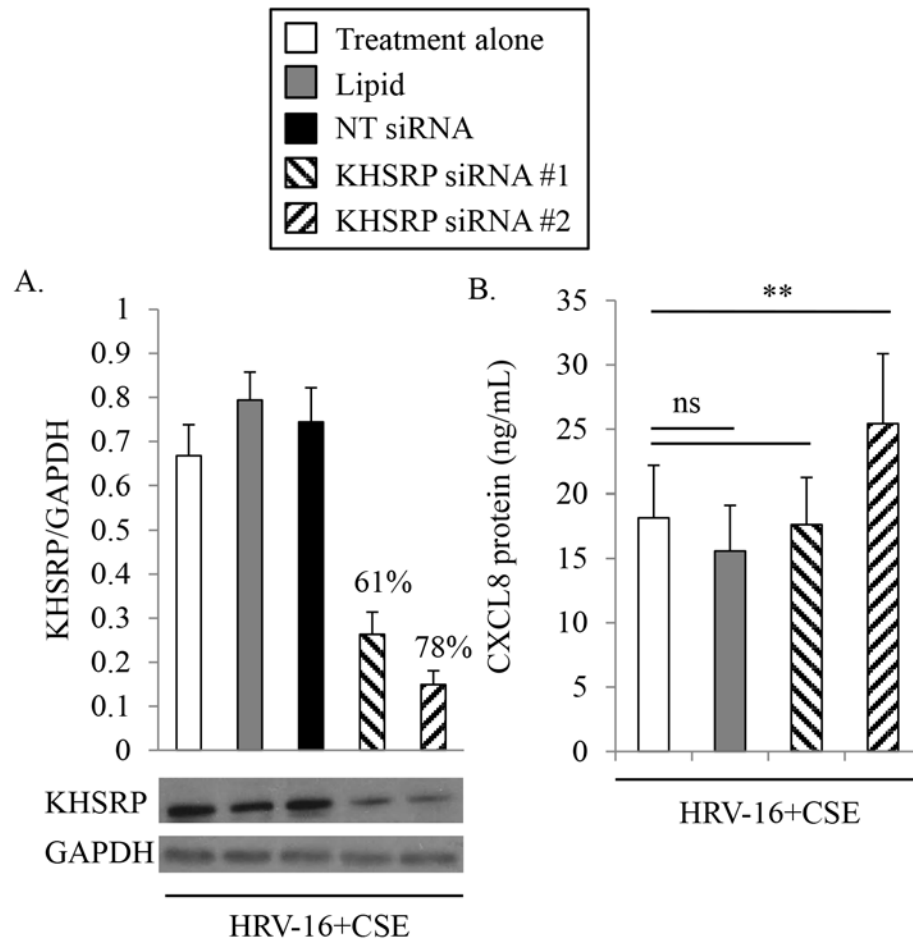 Treatment alone
Lipid
NT siRNA
KHSRP siRNA #1
KHSRP siRNA #2
A.
KHSRP/GAPDH
1
0.9
0.8
0.7
0.6
0.5
0.4
0.3
0.2
0.1
0
61%
78%
KHSRP
GAPDH
HRV-16+CSE
B.
CXCL8 protein (ng/mL)
35
30
25
20
15
10
5
0
**
ns
HRV-16+CSE